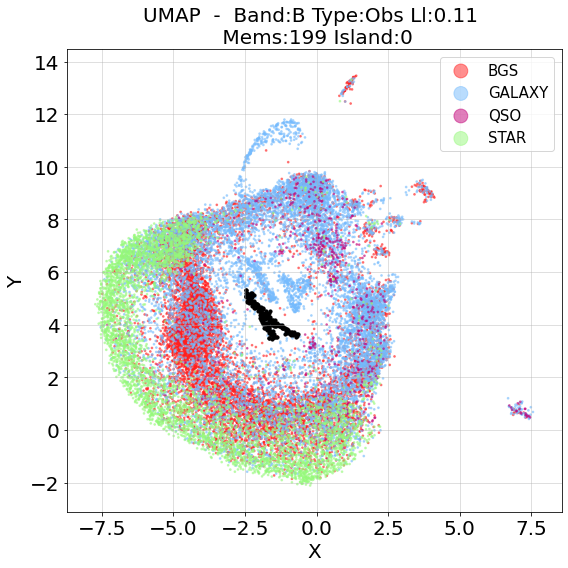 UMAP - Band:B Type:Obs Ll:0.11
Mems:199 Island:0
BGS
GALAXY
QSO
STAR
14
12
10
8
6
4
2
0
−2
Y
−7.5 −5.0 −2.5 0.0 2.5 5.0 7.5
X